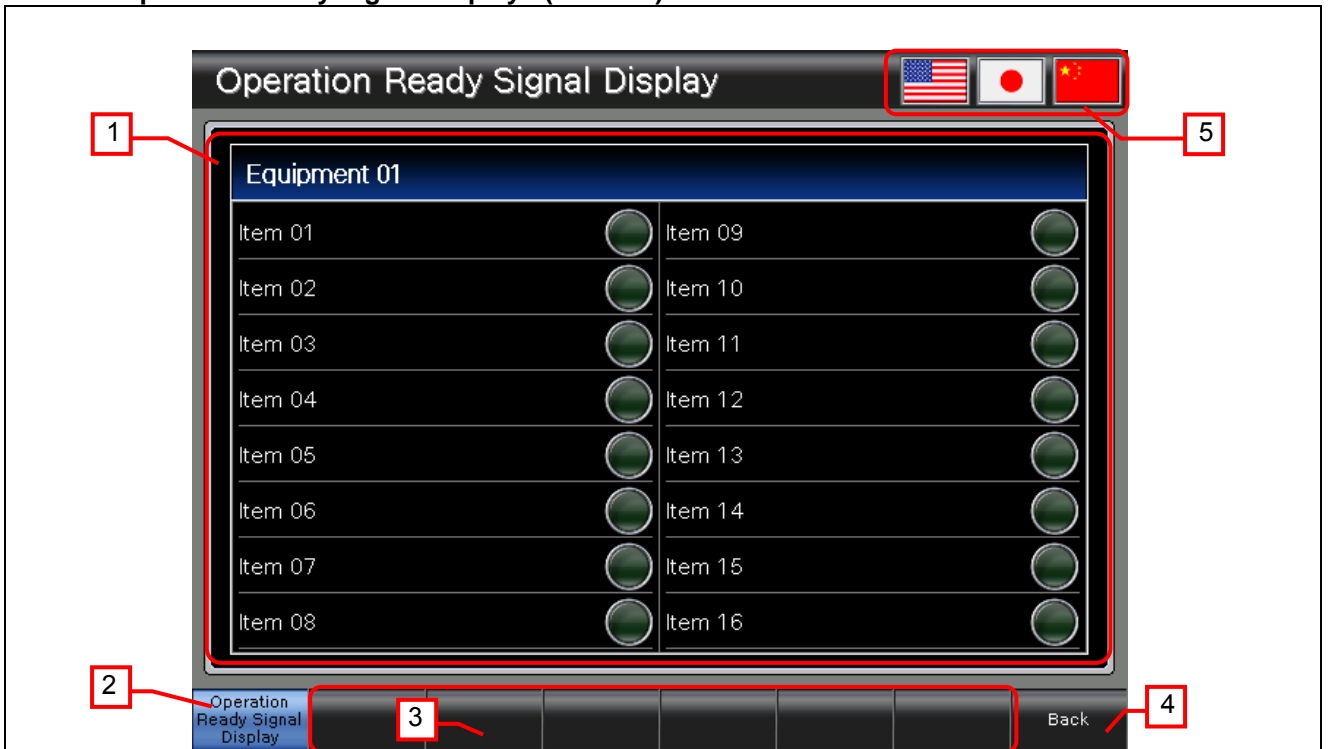 Operation Ready Signal Display
1
5
Equipment 01
Item 01
Item 09
Item 02
Item 10
Item 03
Item 11
Item 04
Item 12
Item 05
Item 13
Item 06
Item 14
Item 07
Item 15
Item 08
Item 16
2
Operation
Ready Signal
Display
3
Back
4